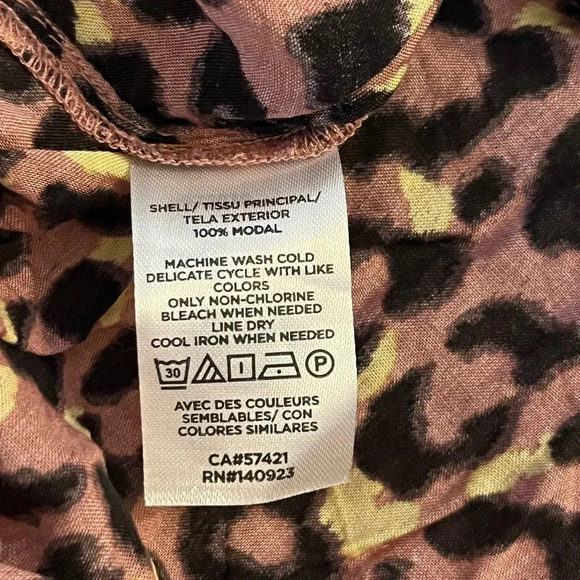 SHELL/ TISSU PRINCIPAL/
TELA EXTERIOR
100% MODAL
MACHINE WASH COLD
DELICATE CYCLE WITH LIKE
COLORS
ONLY NON-CHLORINE
BLEACH WHEN NEEDED
LINE DRY
COOL IRON WHEN NEEDED
30 P
AVEC DES COULEURS
SEMBLABLES/ CON
COLORES SIMILARES
CA#57421
RN#140923